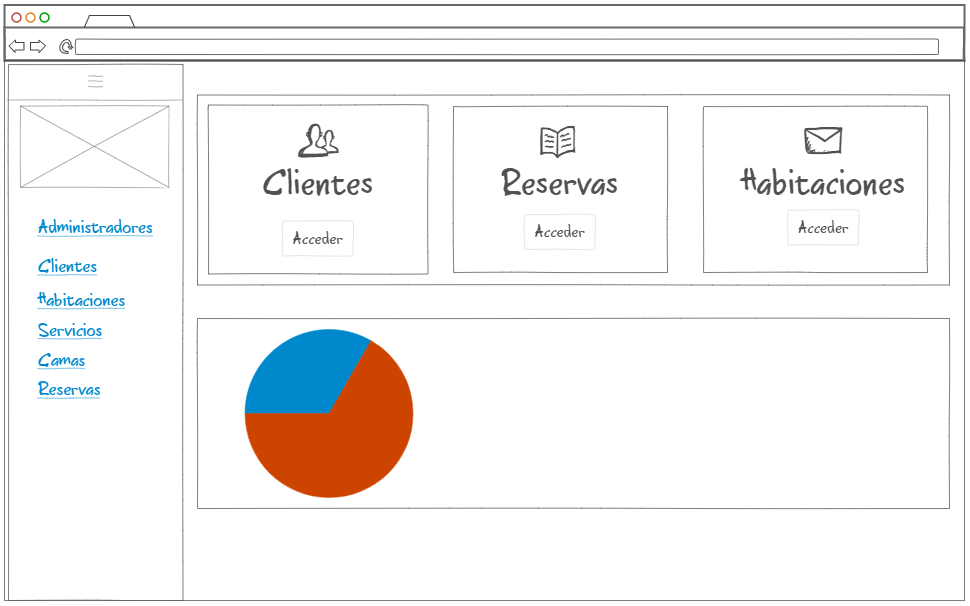 Administradores
Clientes
Habitaciones
Servicios
Camas
Reservas
Clientes
Acceder
Reservas
Acceder
Habitaciones
Acceder